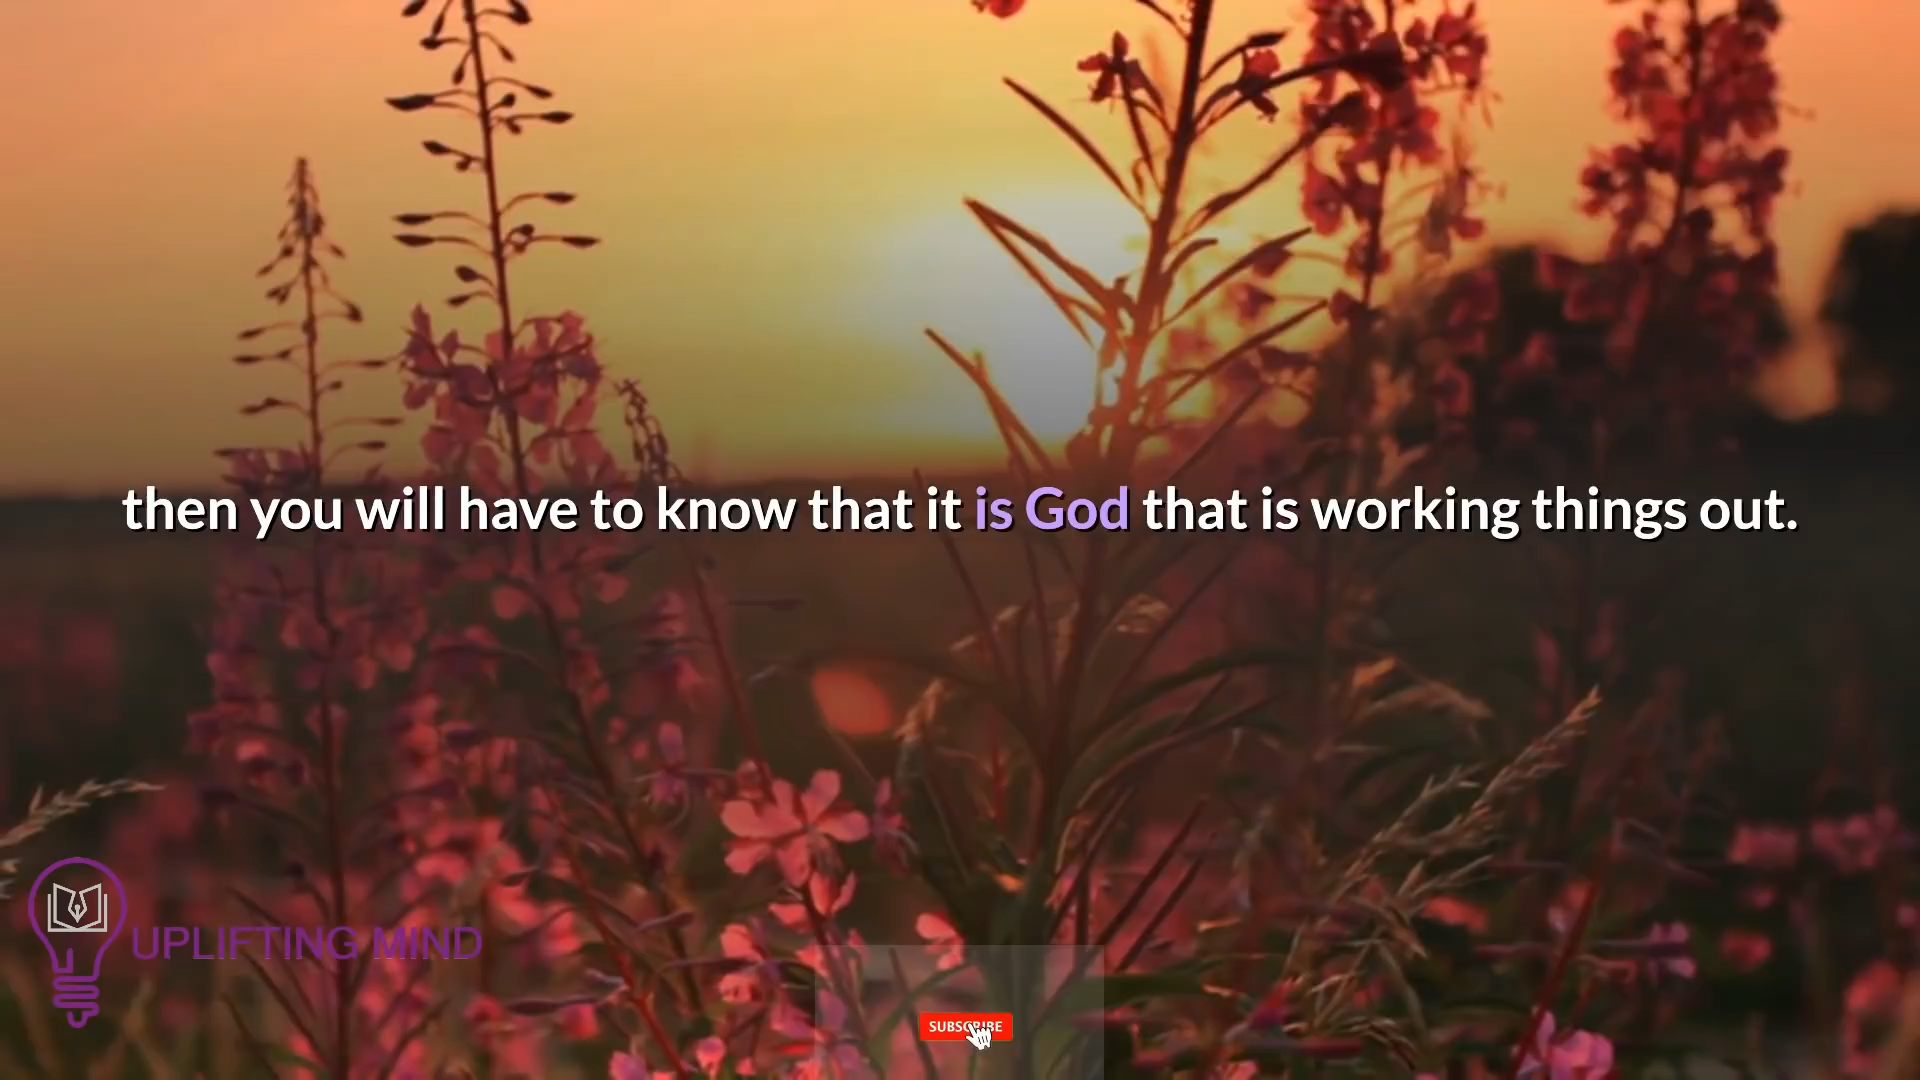 then you will have to know that it is God that is working things out.
UPLIFTING MIND
SUBSCRIBE